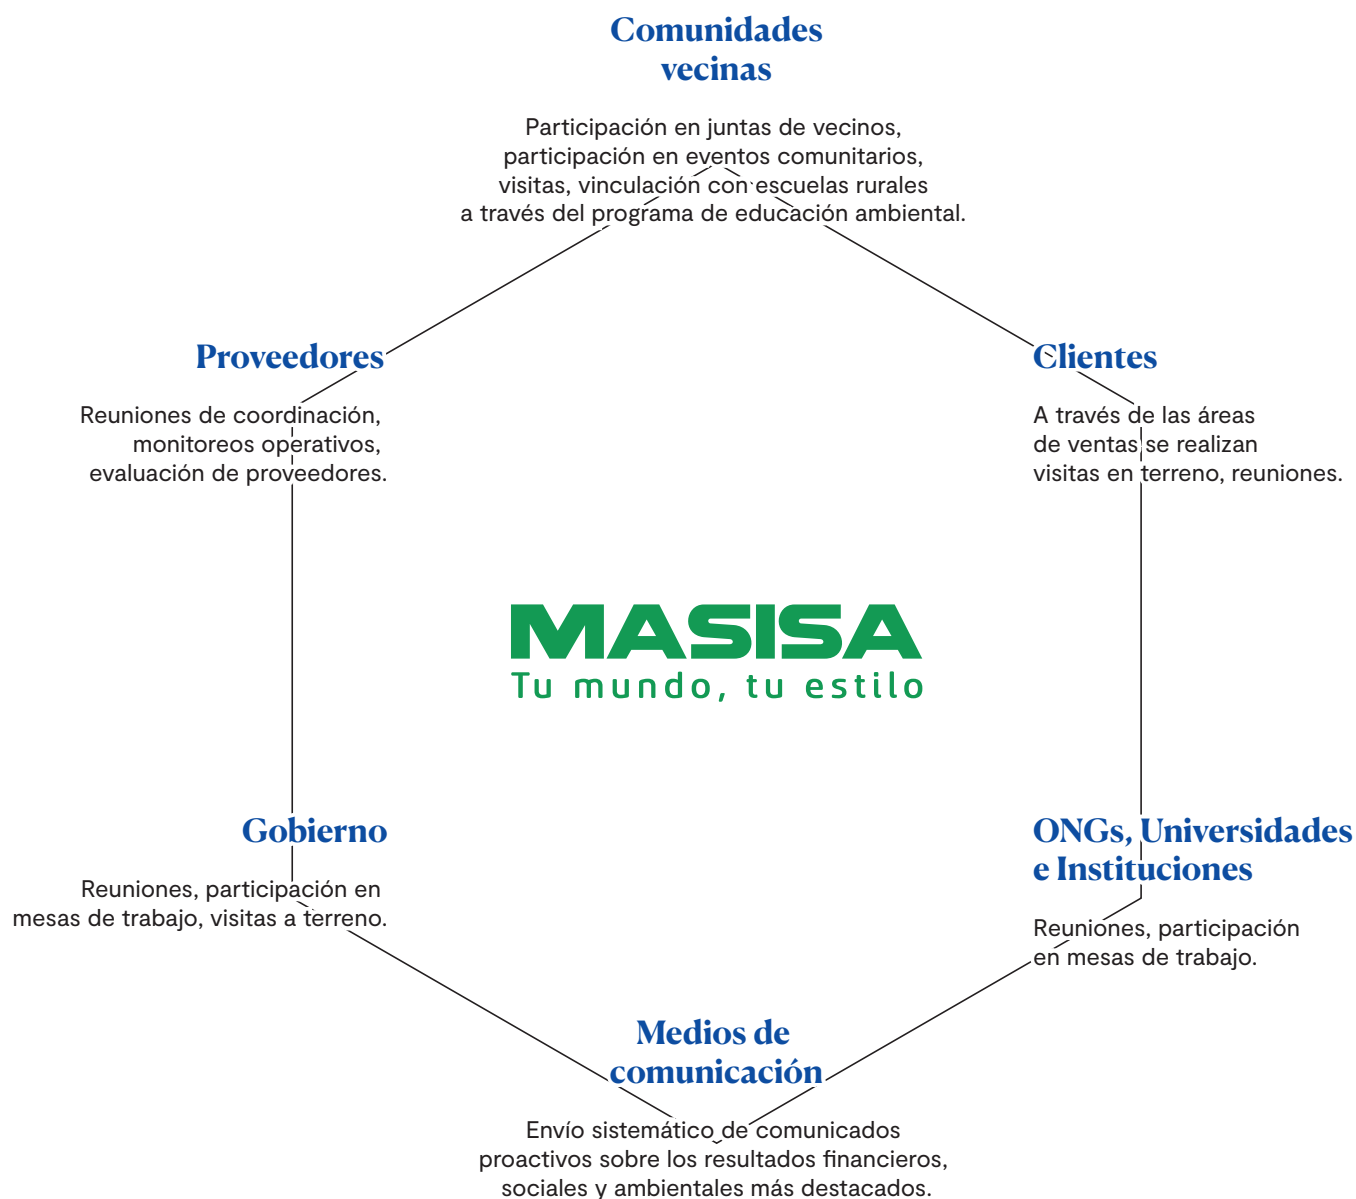 Comunidades
vecinas
Participación en juntas de vecinos,
participación en eventos comunitarios,
visitas, vinculación con escuelas rurales
a través del programa de educación ambiental.
Proveedores
Reuniones de coordinación,
monitoreos operativos,
evaluación de proveedores.
Clientes
A través de las áreas
de ventas se realizan
visitas en terreno, reuniones.
MASISA
Tu mundo, tu estilo
Gobierno
Reuniones, participación en
mesas de trabajo, visitas a terreno.
ONGs, Universidades
e Instituciones
Reuniones, participación
en mesas de trabajo.
Medios de
comunicación
Envío sistemático de comunicados
proactivos sobre los resultados financieros,
sociales y ambientales más destacados.